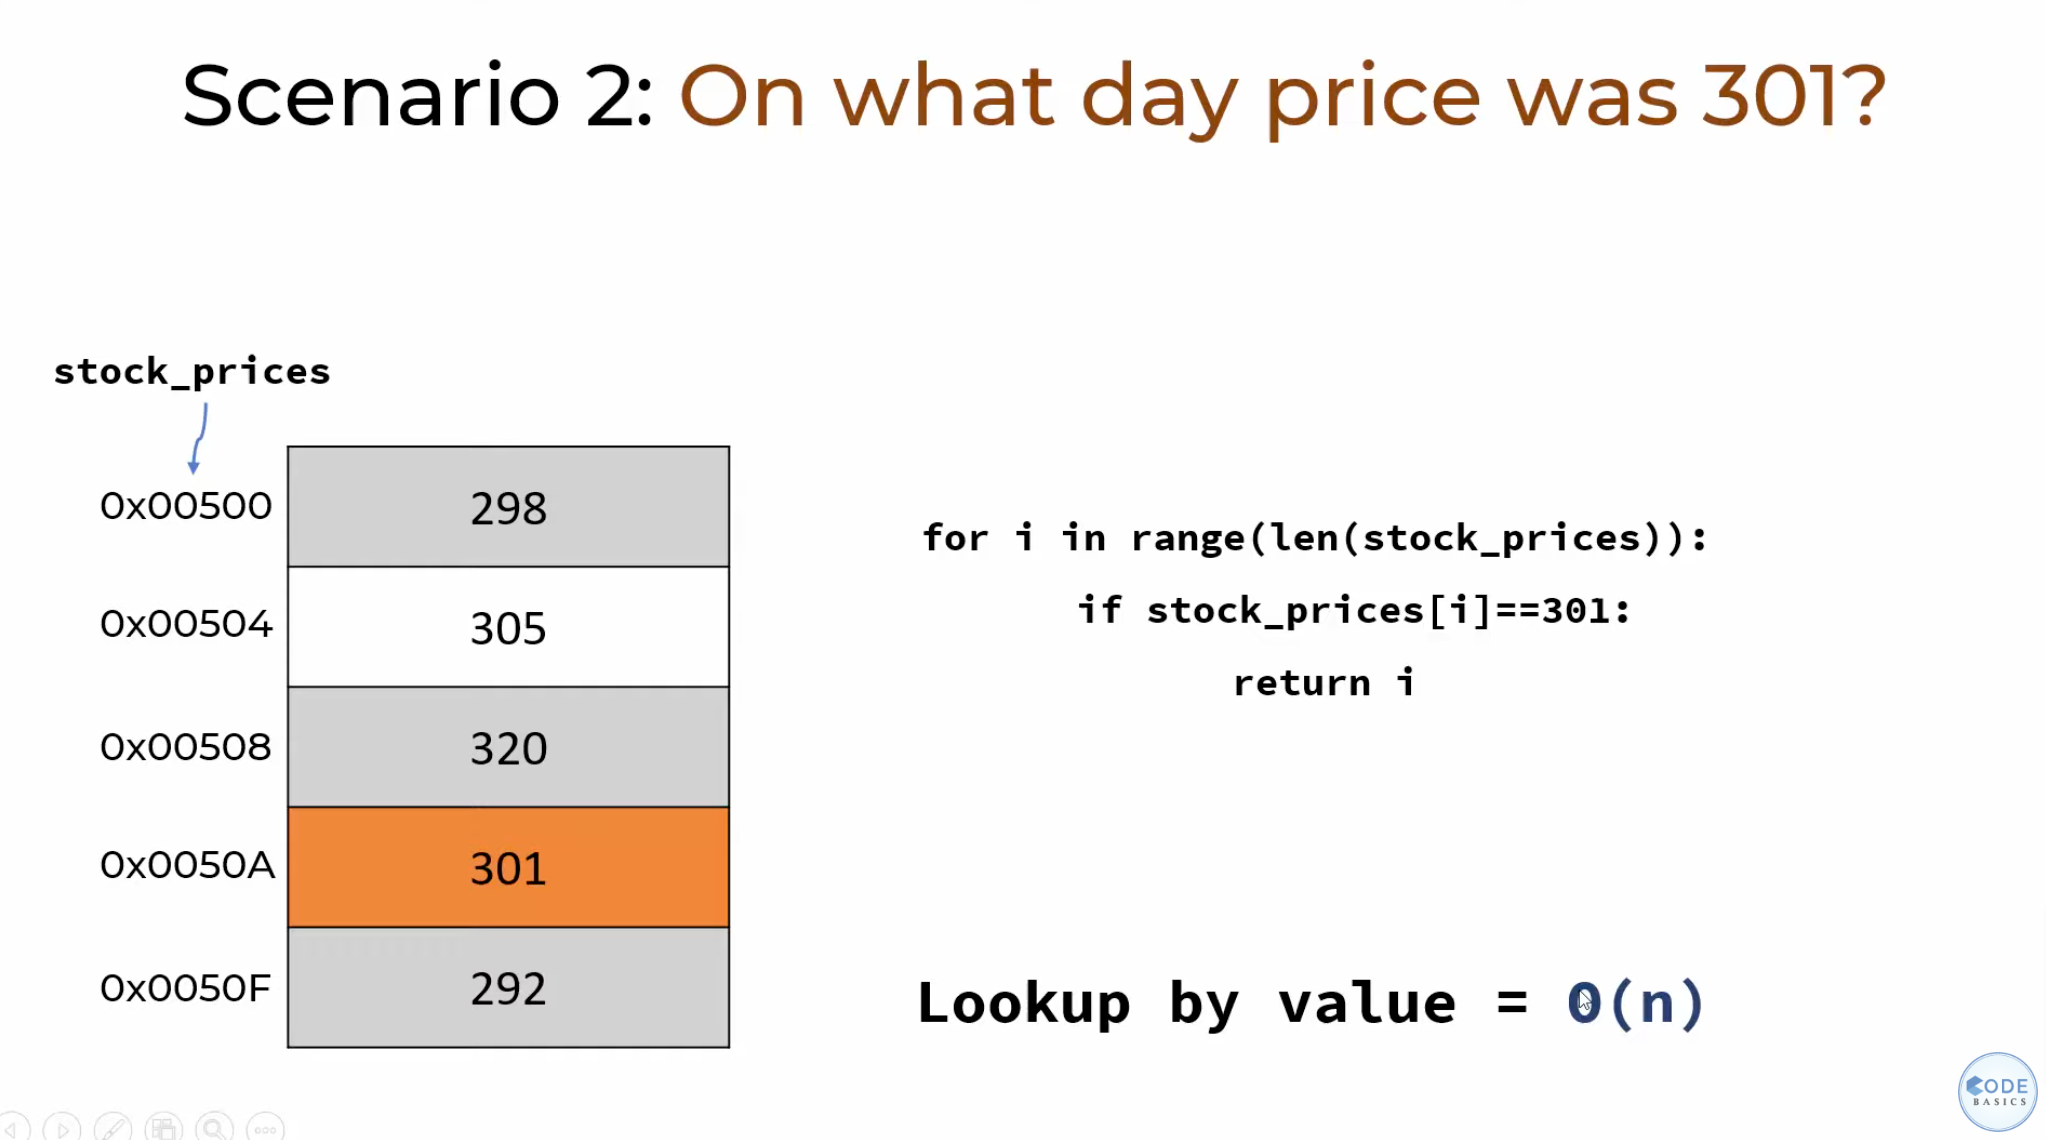 Scenario 2: On what day price was 301?
stock_prices
0x00500 298
0x00504 305
0x00508 320
0x0050A 301
0x0050F 292
for i in range(len(stock_prices)):
if stock_prices[i]==301:
return i
Lookup by value = O(n)
CODE
BASICS